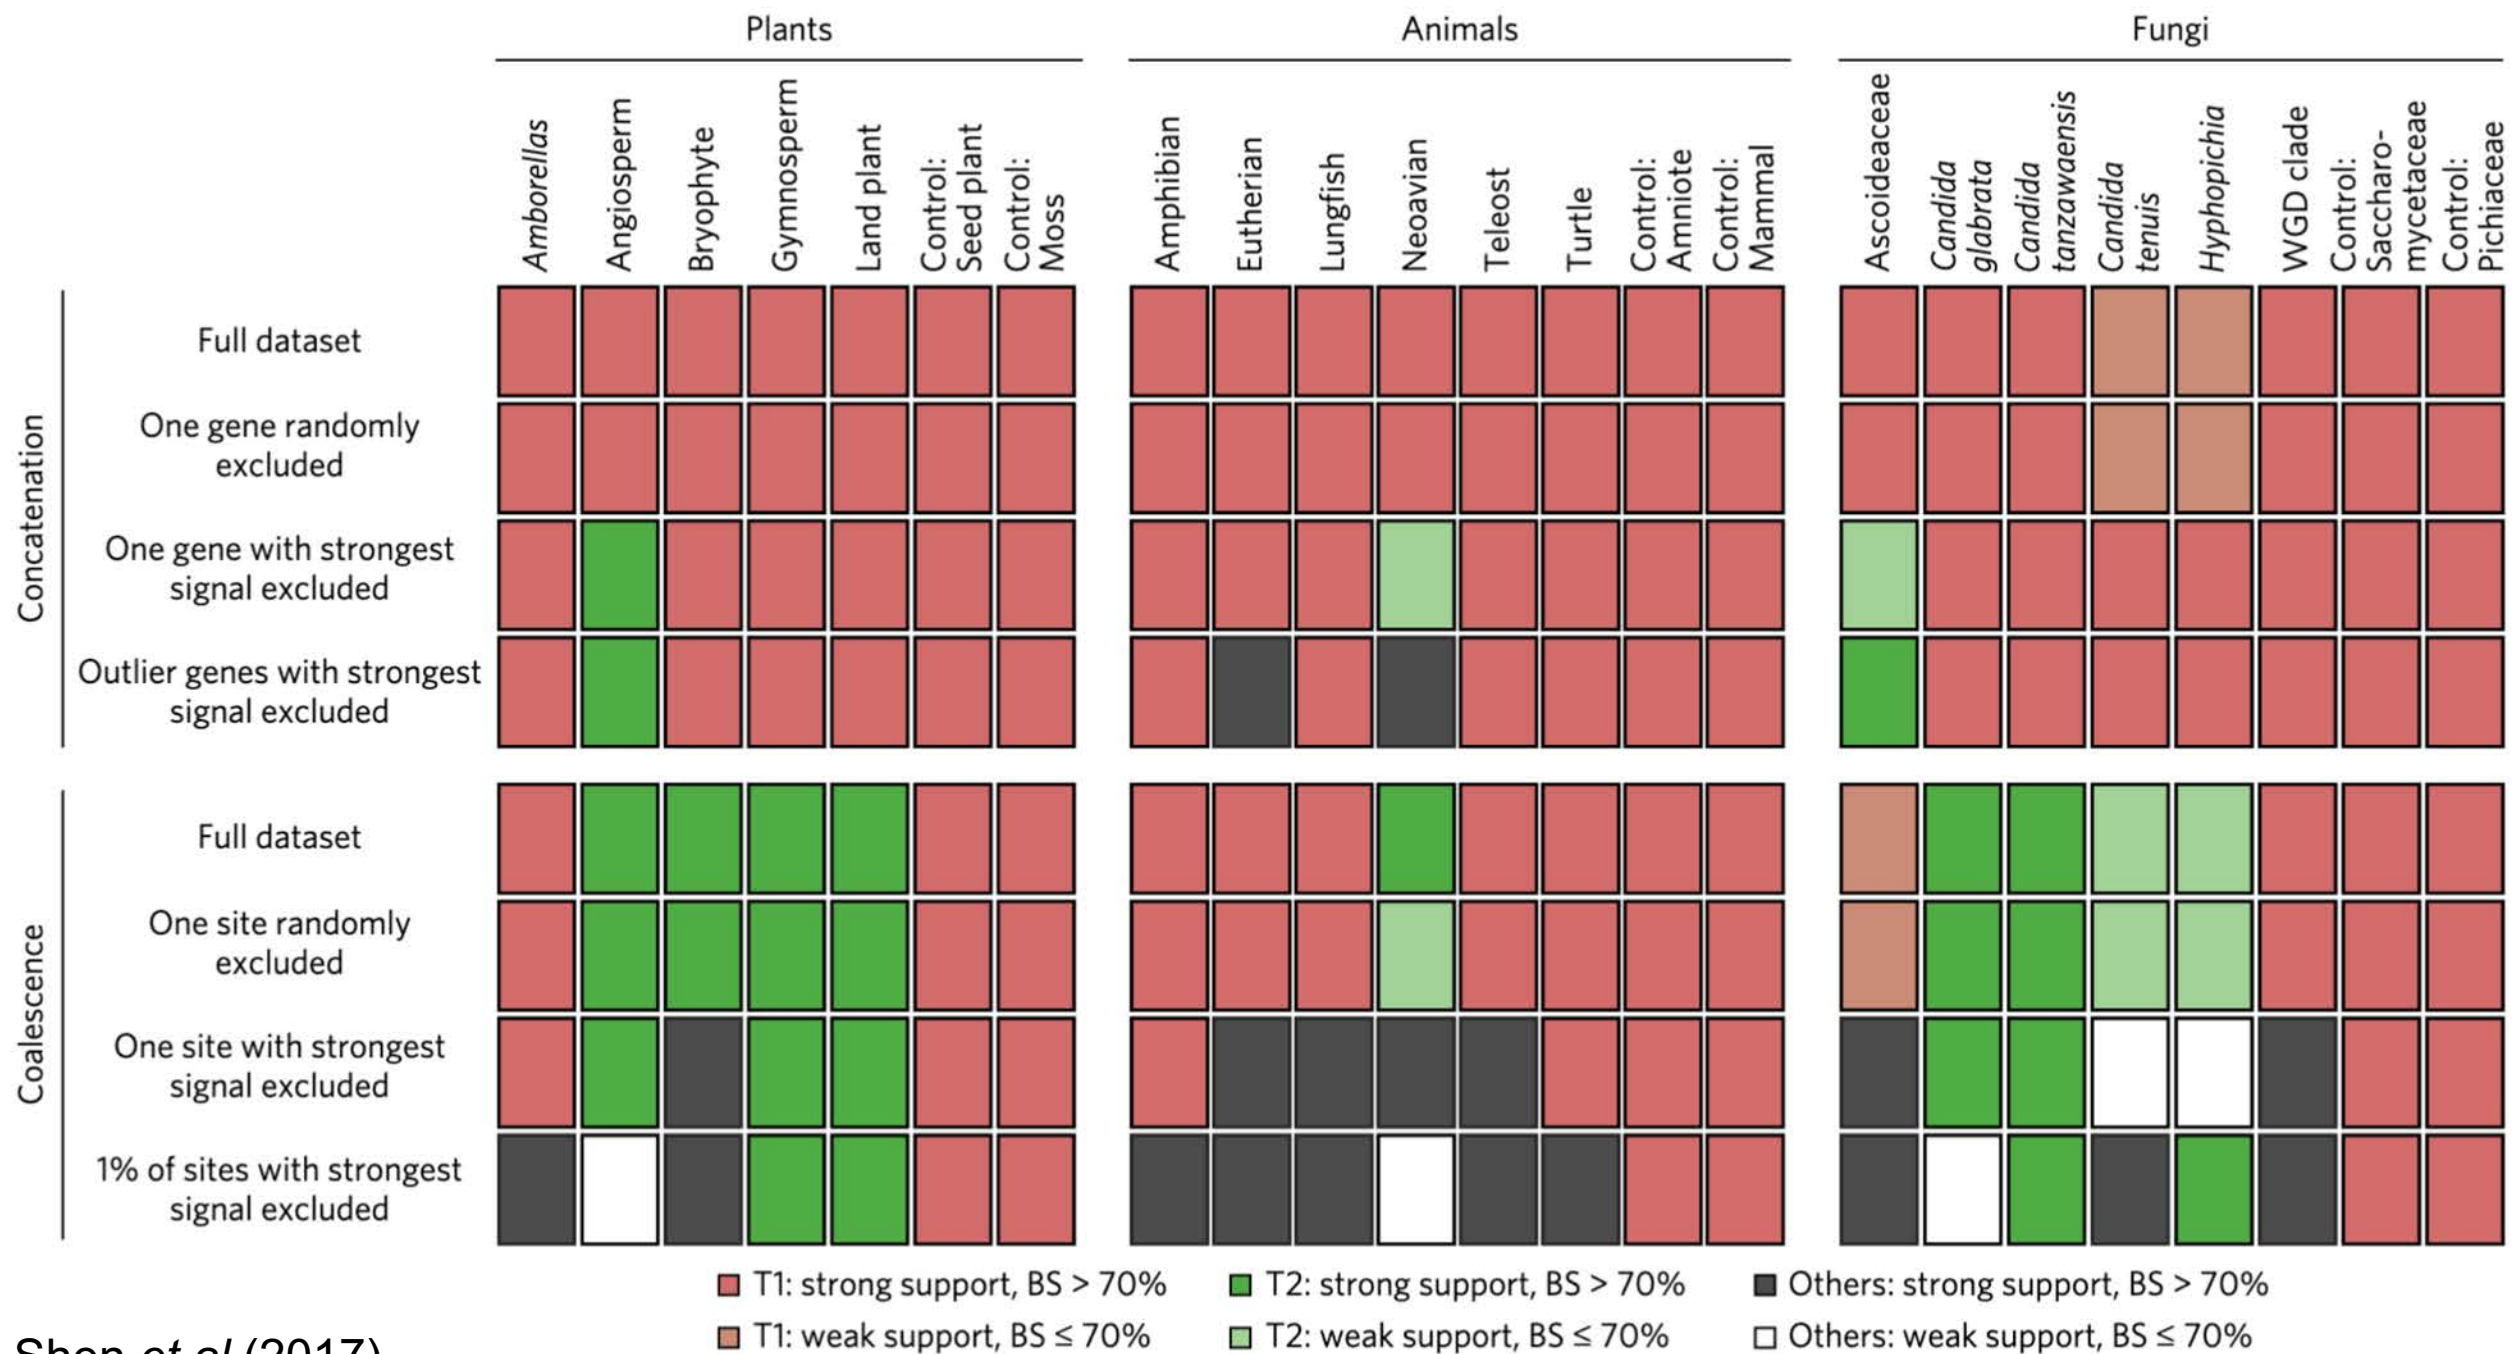 Plants
Animals
Fungi
Amborellas
Angiosperm
Bryophyte
Gymnosperm
Land plant
Control:
Seed plant
Control:
Moss
Amphibian
Eutherian
Lungfish
Neoavian
Teleost
Turtle
Control:
Amniote
Control:
Mammal
Ascoideaceae
Candida
glabrata
Candida
tanzawaensis
Candida
tenuis
Hyphopichia
WGD clade
Control:
Saccharo-
mycetaceae
Control:
Pichiaceae
Concatenation
Full dataset
One gene randomly
excluded
One gene with strongest
signal excluded
Outlier genes with strongest
signal excluded
Coalescence
Full dataset
One site randomly
excluded
One site with strongest
signal excluded
1% of sites with strongest
signal excluded
T1: strong support, BS > 70%
T2: strong support, BS > 70%
Others: strong support, BS > 70%
T1: weak support, BS ≤ 70%
T2: weak support, BS ≤ 70%
Others: weak support, BS ≤ 70%
Shen et al (2017)